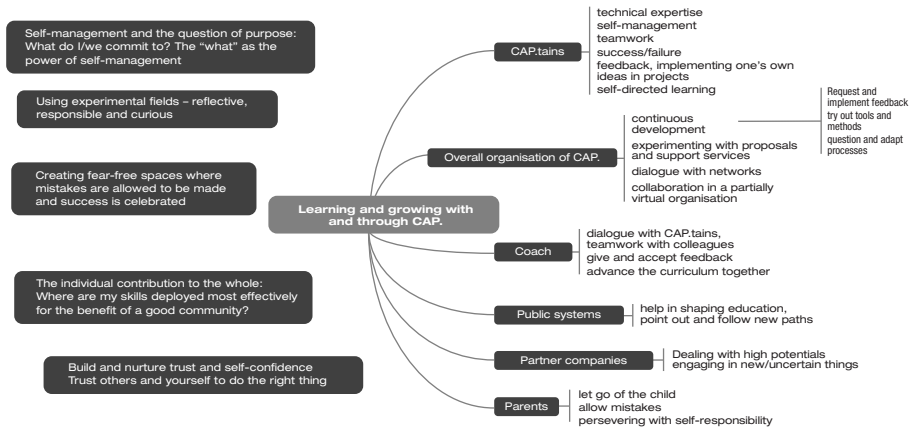 Self-management and the question of purpose:
What do I/we commit to? The “what” as the
power of self-management
Using experimental fields – reflective,
responsible and curious
Creating fear-free spaces where
mistakes are allowed to be made
and success is celebrated
The individual contribution to the whole:
Where are my skills deployed most effectively
for the benefit of a good community?
Build and nurture trust and self-confidence
Trust others and yourself to do the right thing
Learning and growing with
and through CAP.
CAP.tains
technical expertise
self-management
teamwork
success/failure
feedback, implementing one’s own
ideas in projects
self-directed learning
Overall organisation of CAP.
continuous
development
experimenting with proposals
and support services
dialogue with networks
collaboration in a partially
virtual organisation
Request and
implement feedback
try out tools and
methods
question and adapt
processes
Coach
dialogue with CAP.tains,
teamwork with colleagues
give and accept feedback
advance the curriculum together
Public systems
help in shaping education,
point out and follow new paths
Partner companies
Dealing with high potentials
engaging in new/uncertain things
Parents
let go of the child
allow mistakes
persevering with self-responsibility